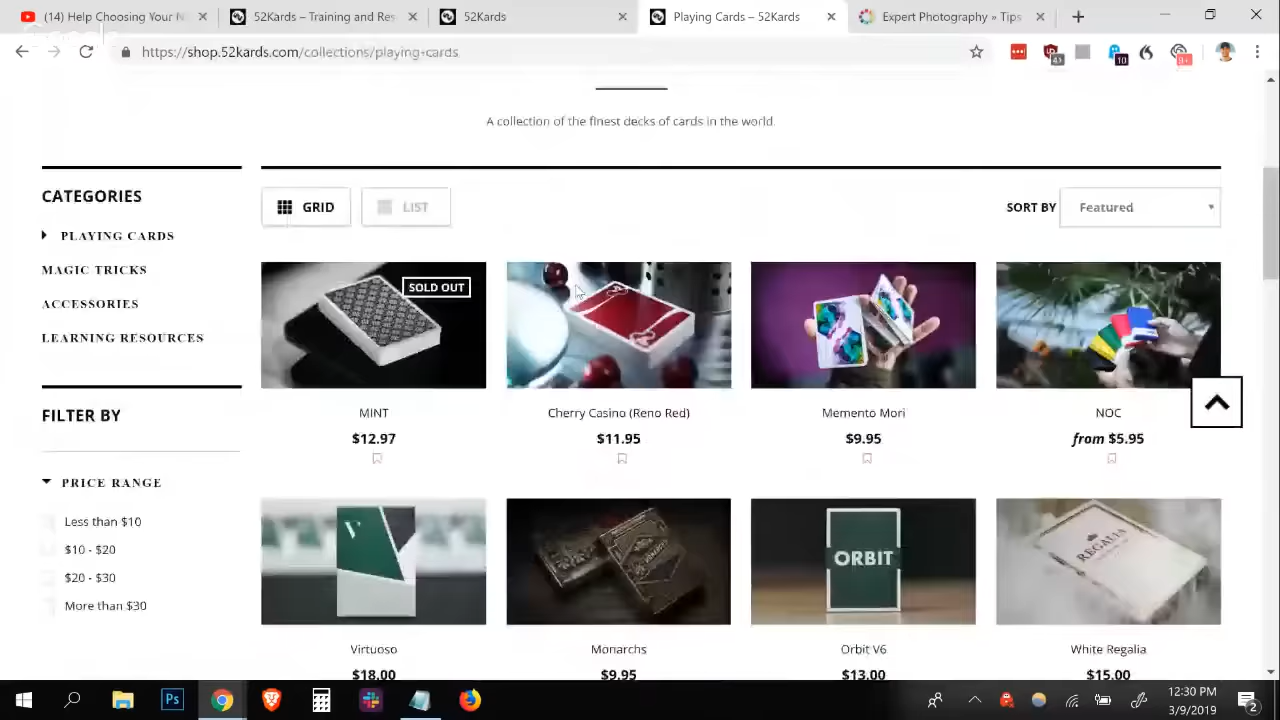 (14) Help Choosing Your N
52Kards – Training and Res
52Kards
Playing Cards – 52Kards
Expert Photography » Tips
https://shop.52kards.com/collections/playing-cards
10
9+
A collection of the finest decks of cards in the world.
CATEGORIES
PLAYING CARDS
MAGIC TRICKS
ACCESSORIES
LEARNING RESOURCES
GRID
LIST
SORT BY
Featured
SOLD OUT
MINT
$12.97
Cherry Casino (Reno Red)
$11.95
Memento Mori
$9.95
NOC
from $5.95
FILTER BY
PRICE RANGE
Less than $10
$10 - $20
$20 - $30
More than $30
V
ORBIT
REGALIA
Virtuoso
$18.00
Monarchs
$9.95
Orbit V6
$13.00
White Regalia
$15.00
Ps
12:30 PM
3/9/2019
2